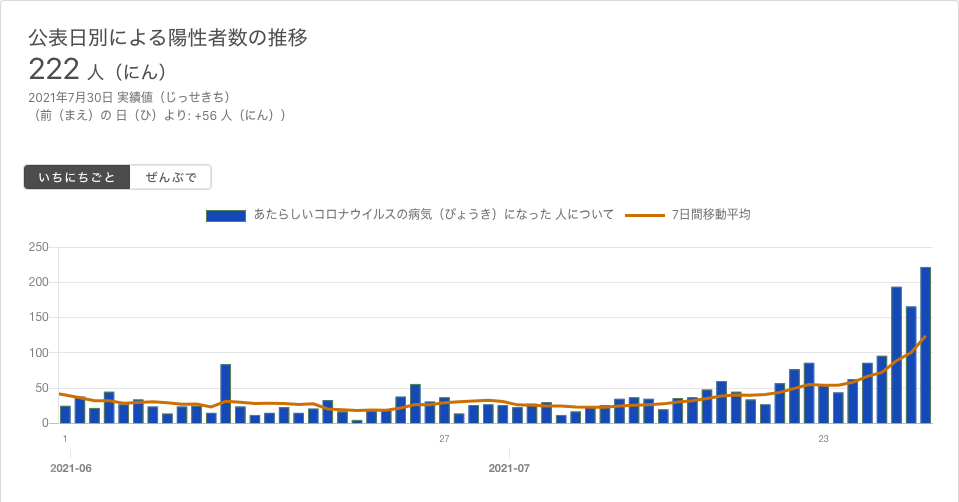 公表日別による陽性者数の推移
222 人（にん）
2021年7月30日 実績値（じっせきち）
（前（まえ）の 日（ひ）より: +56 人（にん））
いちにちごと ぜんぶで
あたらしいコロナウイルスの病気（びょうき）になった 人について 7日間移動平均
250
200
150
100
50
0
1 27 23
2021-06 2021-07